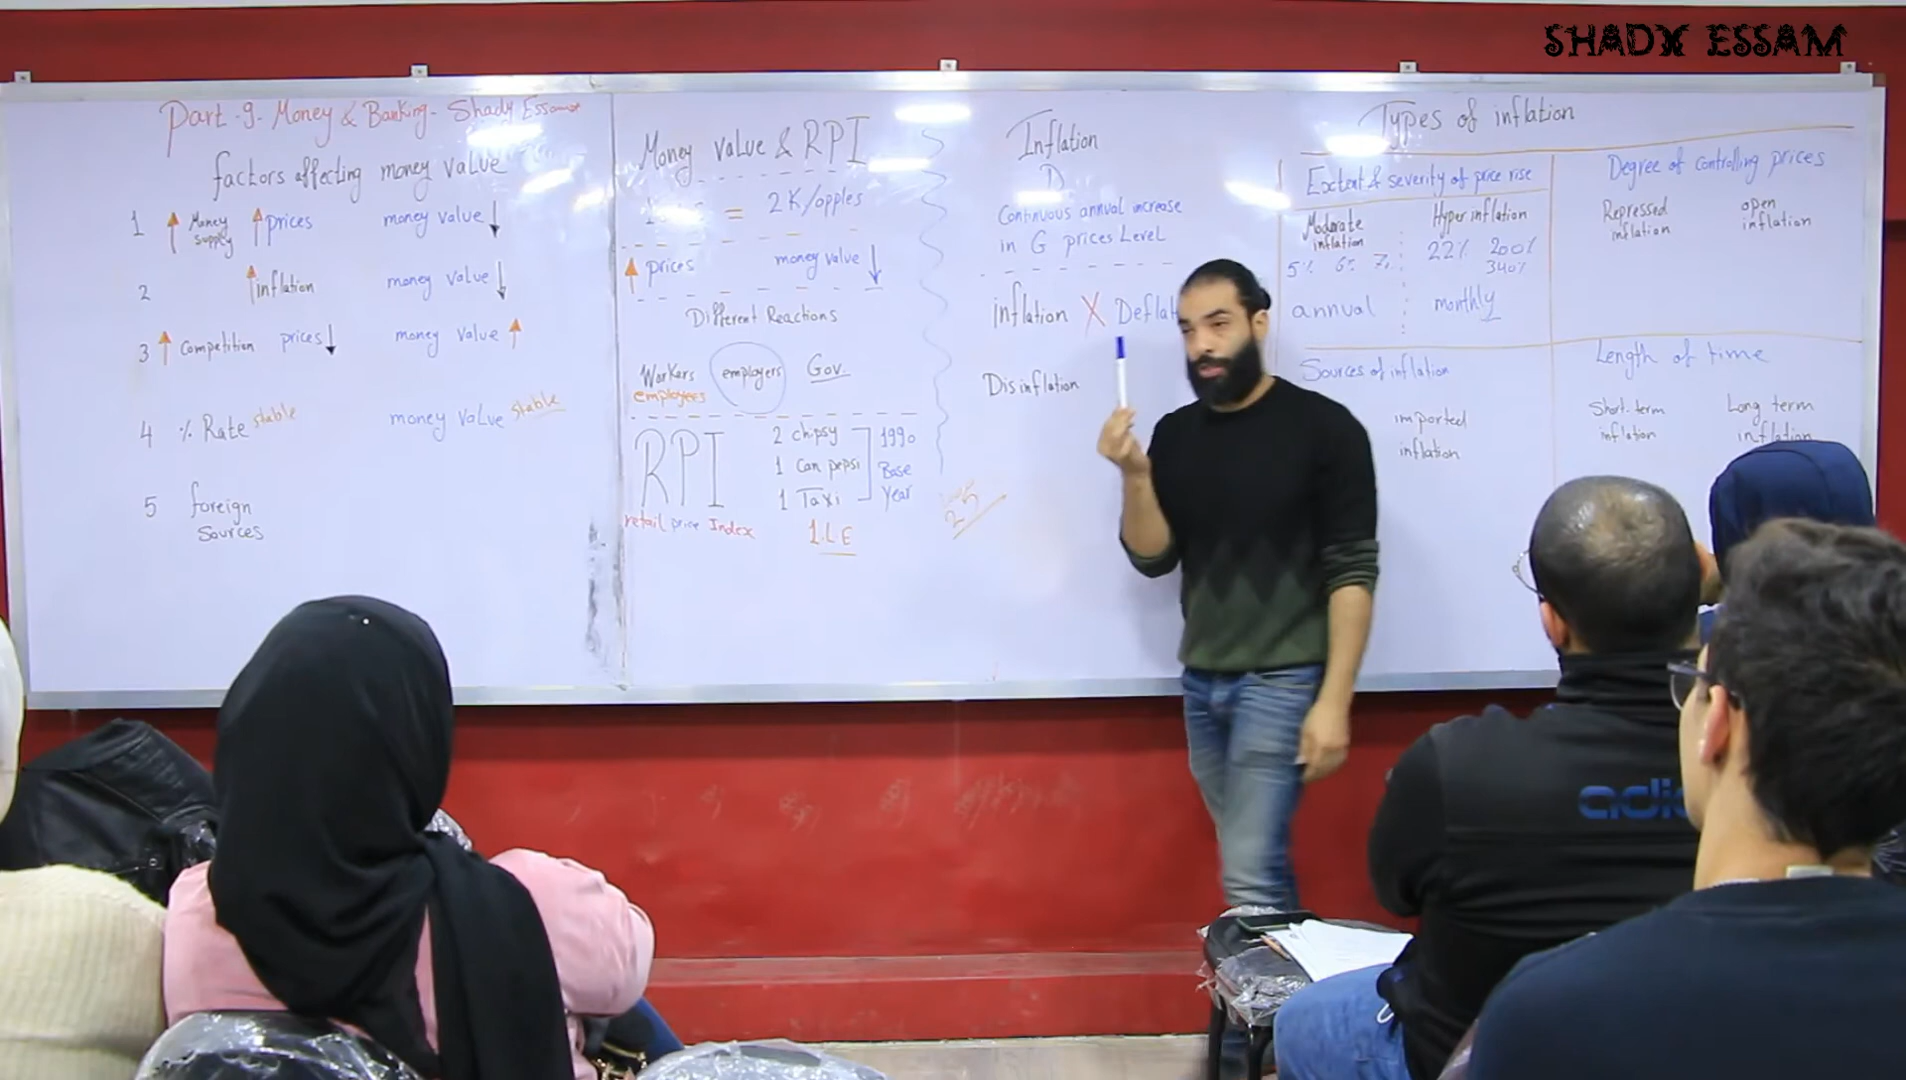 SHADY ESSAM
Part -9- Money & Banking - Shady Essam
factors affecting money value
1 Money supply prices money value
2 inflation money value
3 Competition prices money value
4 % Rate stable money value stable
5 foreign
Sources
Money value & RPI
= 2 K/apples
prices money value
Different Reactions
Workers employers Gov.
employees
RPI
2 chipsy
1 Can pepsi
1 Taxi
1990
Base
Year
retail price Index
1 L.E
25
Inflation
Continuous annual increase
in G prices Level
inflation X Deflat
Disinflation
Types of inflation
Extent & severity of price rise
Moderate
inflation
5% 6% 7%
annual
Hyper inflation
22% 200%
340%
monthly
Degree of controlling prices
Repressed
inflation
open
inflation
Sources of inflation
imported
inflation
Length of time
Short-term
inflation
Long term
inflation
adi